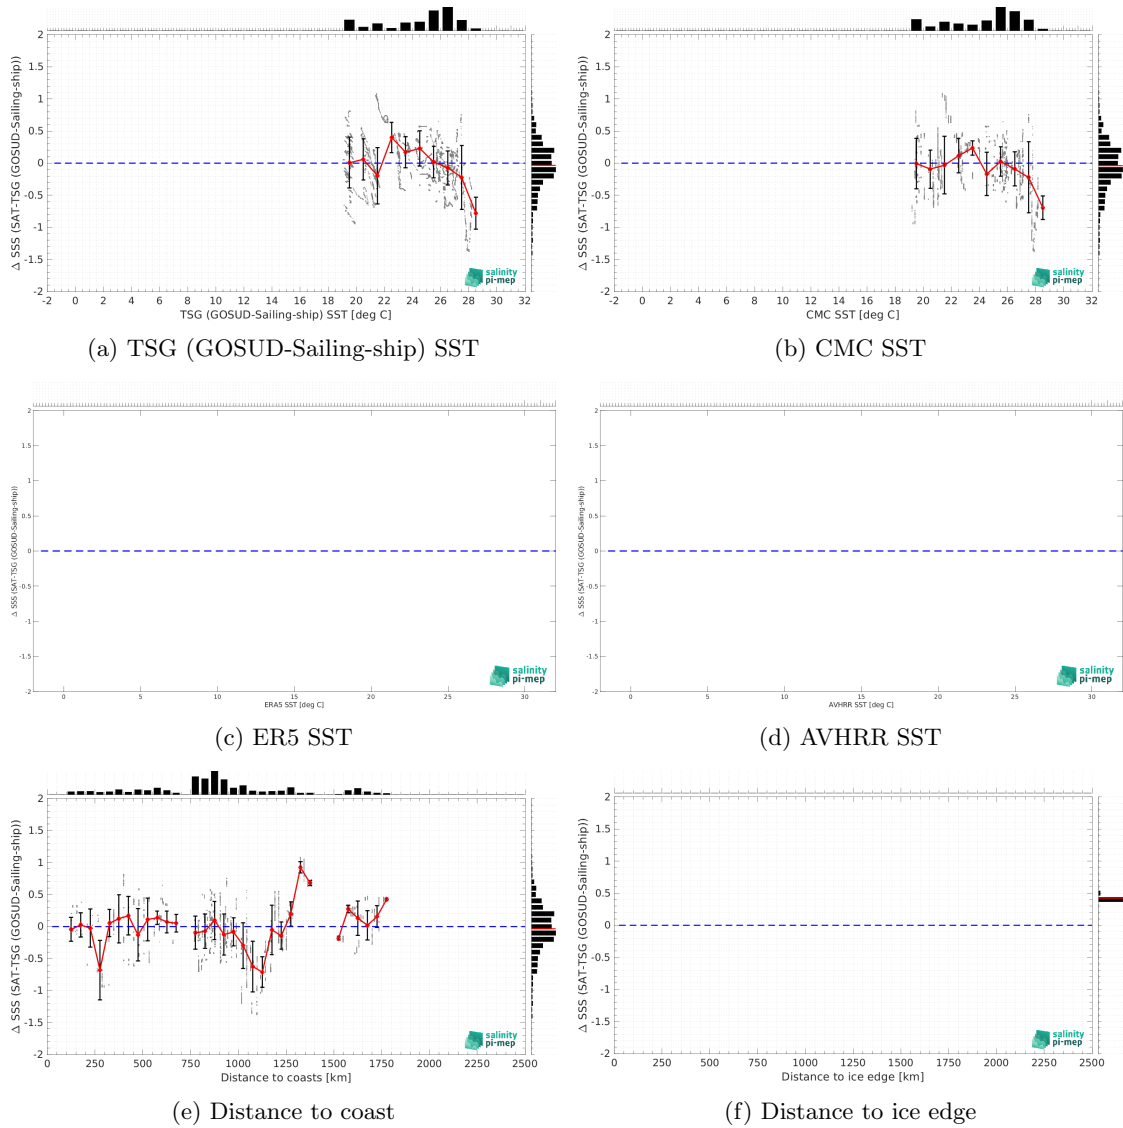 2
1.5
1
0.5
0
-0.5
-1
-1.5
-2
Δ SSS (SAT-TSG (GOSUD-Sailing-ship))
-2 0 2 4 6 8 10 12 14 16 18 20 22 24 26 28 30 32
TSG (GOSUD-Sailing-ship) SST [deg C]
salinity
pi-mep
(a) TSG (GOSUD-Sailing-ship) SST
2
1.5
1
0.5
0
-0.5
-1
-1.5
-2
Δ SSS (SAT-TSG (GOSUD-Sailing-ship))
-2 0 2 4 6 8 10 12 14 16 18 20 22 24 26 28 30 32
CMC SST [deg C]
salinity
pi-mep
(b) CMC SST
2
1.5
1
0.5
0
-0.5
-1
-1.5
-2
Δ SSS (SAT-TSG (GOSUD-Sailing-ship))
0 5 10 15 20 25 30
ERA5 SST [deg C]
salinity
pi-mep
(c) ER5 SST
2
1.5
1
0.5
0
-0.5
-1
-1.5
-2
Δ SSS (SAT-TSG (GOSUD-Sailing-ship))
0 5 10 15 20 25 30
AVHRR SST [deg C]
salinity
pi-mep
(d) AVHRR SST
2
1.5
1
0.5
0
-0.5
-1
-1.5
-2
Δ SSS (SAT-TSG (GOSUD-Sailing-ship))
0 250 500 750 1000 1250 1500 1750 2000 2250 2500
Distance to coasts [km]
salinity
pi-mep
(e) Distance to coast
2
1.5
1
0.5
0
-0.5
-1
-1.5
-2
Δ SSS (SAT-TSG (GOSUD-Sailing-ship))
0 250 500 750 1000 1250 1500 1750 2000 2250 2500
Distance to ice edge [km]
salinity
pi-mep
(f) Distance to ice edge